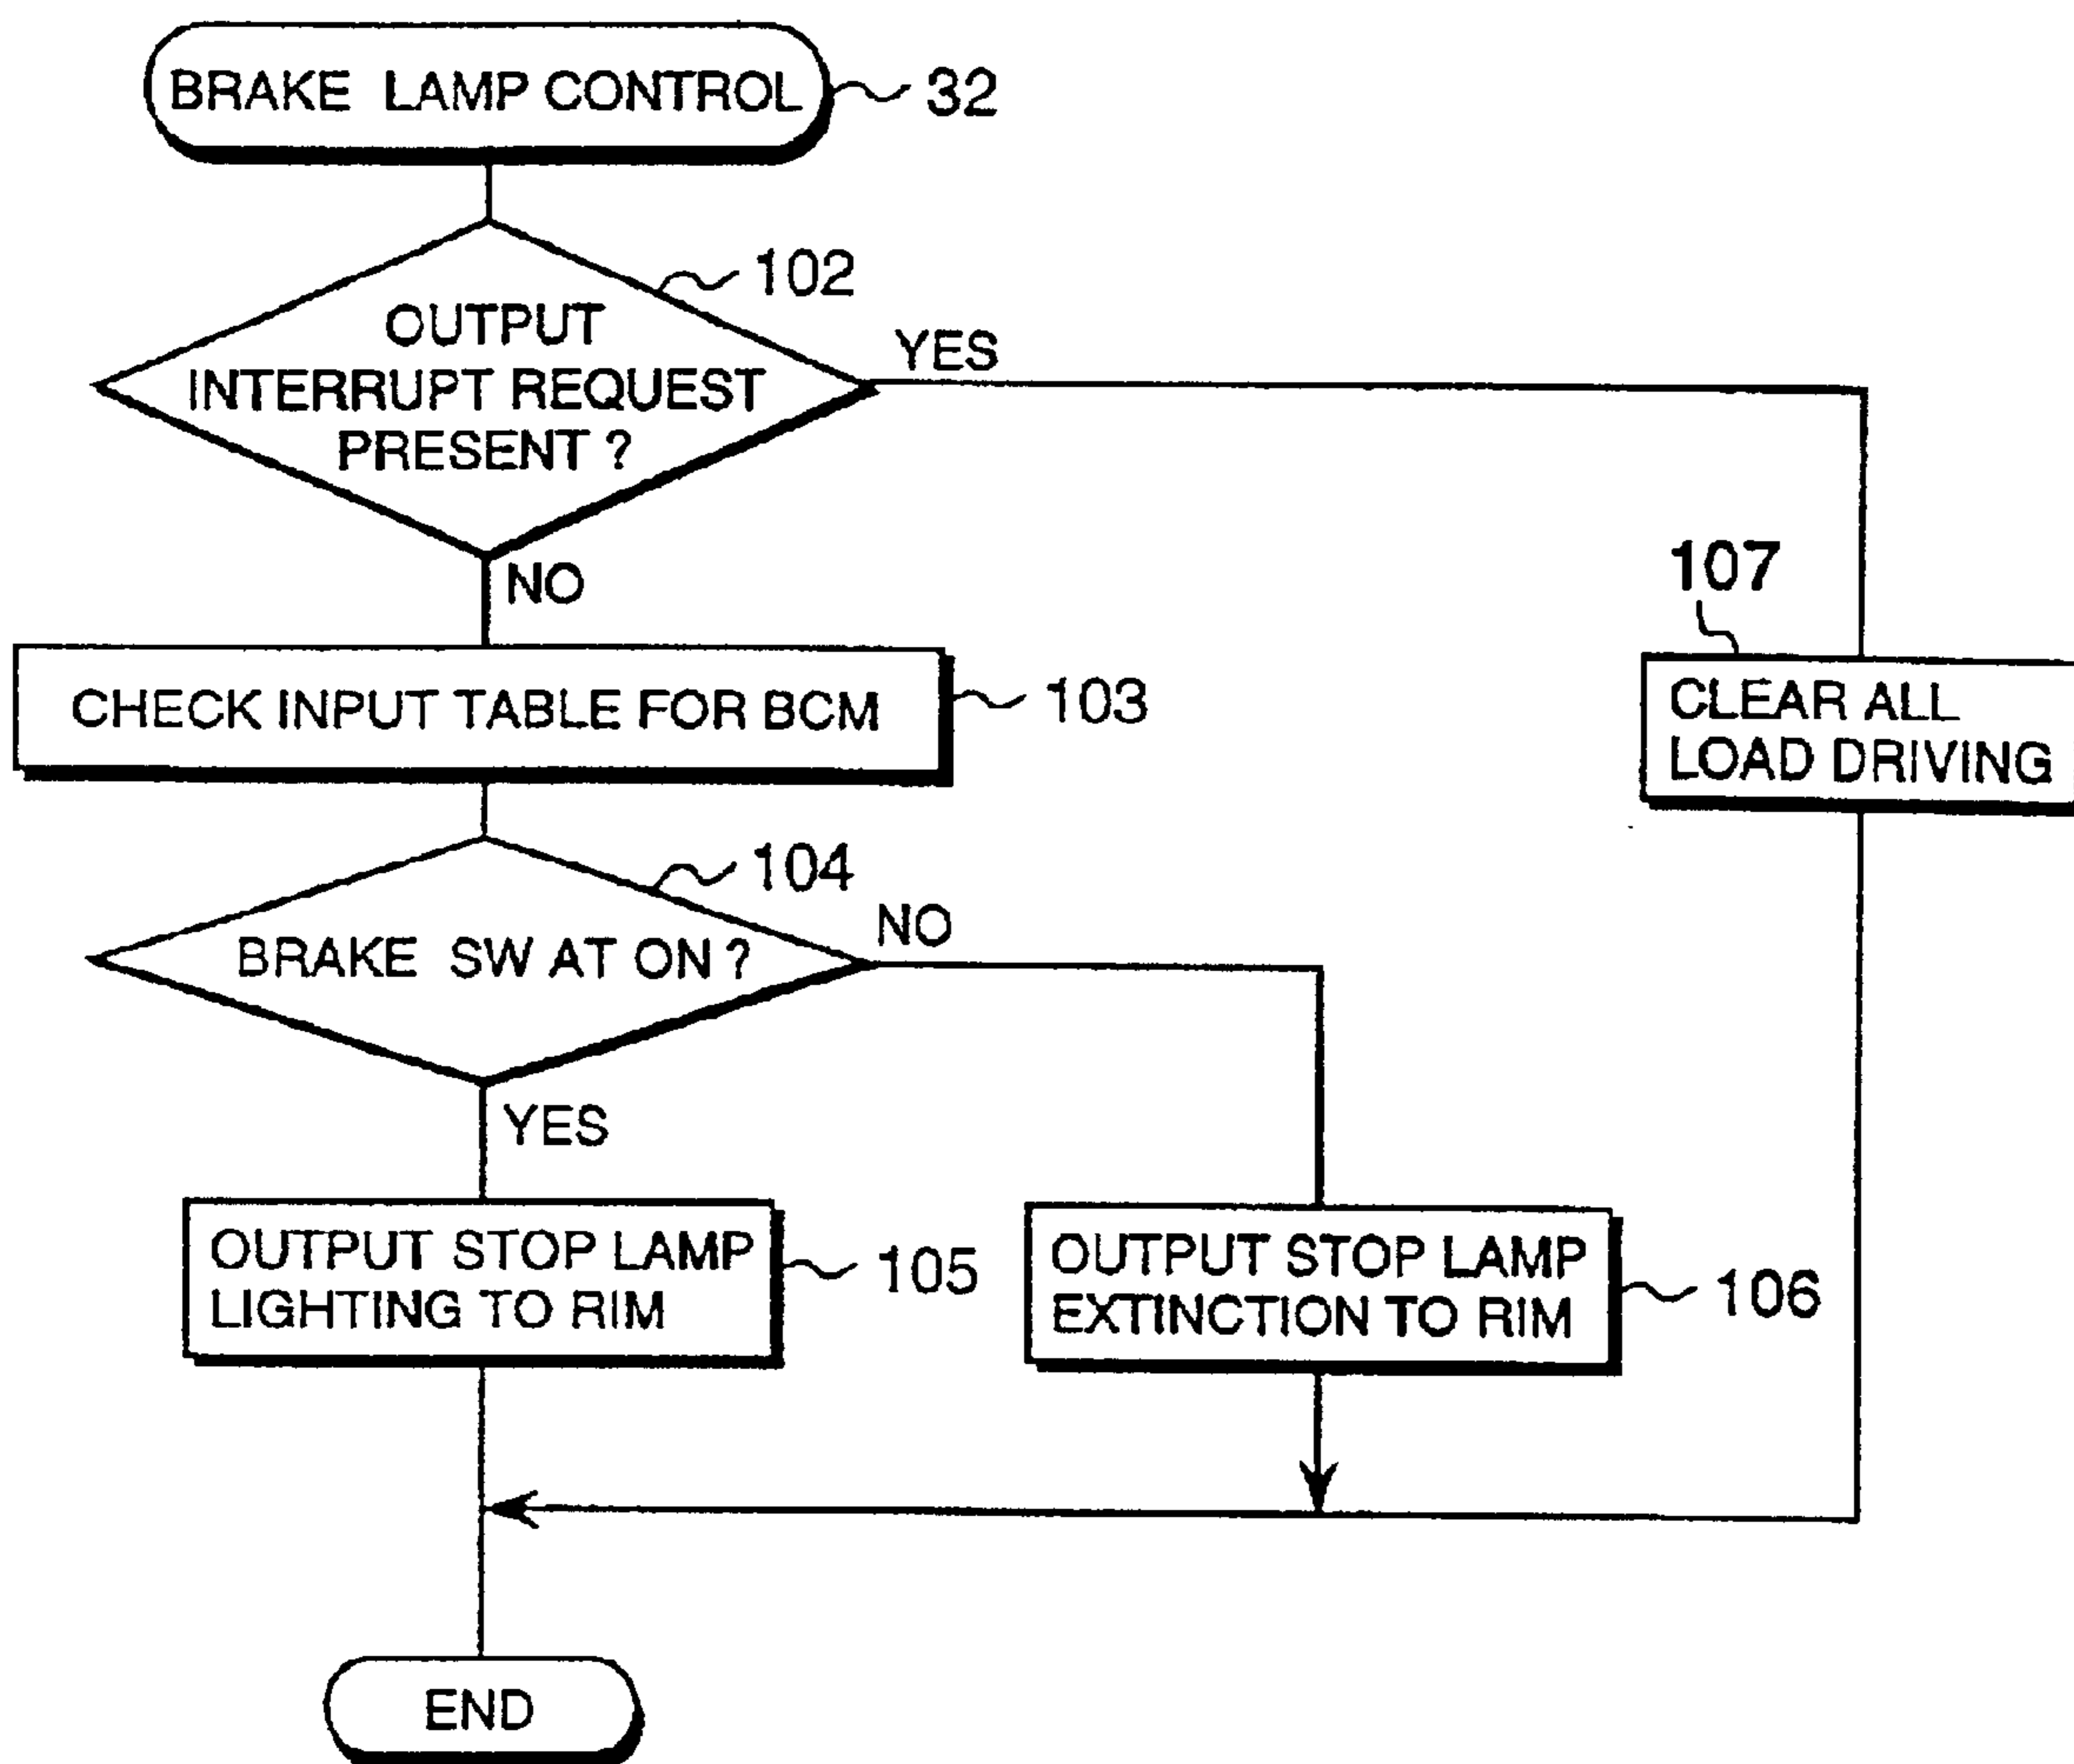 BRAKE LAMP CONTROL
32
102
OUTPUT
INTERRUPT REQUEST
PRESENT ?
YES
NO
107
CLEAR ALL
LOAD DRIVING
CHECK INPUT TABLE FOR BCM
103
104
BRAKE SW AT ON ?
NO
YES
OUTPUT STOP LAMP
LIGHTING TO RIM
105
OUTPUT STOP LAMP
EXTINCTION TO RIM
106
END